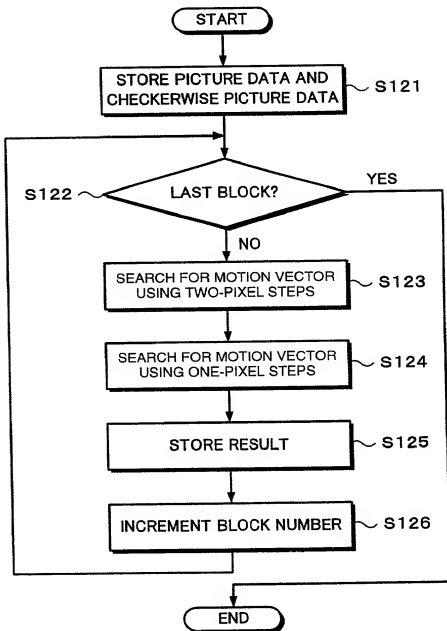 START
STORE PICTURE DATA AND
CHECKERWISE PICTURE DATA
S121
LAST BLOCK?
S122
YES
NO
SEARCH FOR MOTION VECTOR
USING TWO-PIXEL STEPS
S123
SEARCH FOR MOTION VECTOR
USING ONE-PIXEL STEPS
S124
STORE RESULT
S125
INCREMENT BLOCK NUMBER
S126
END